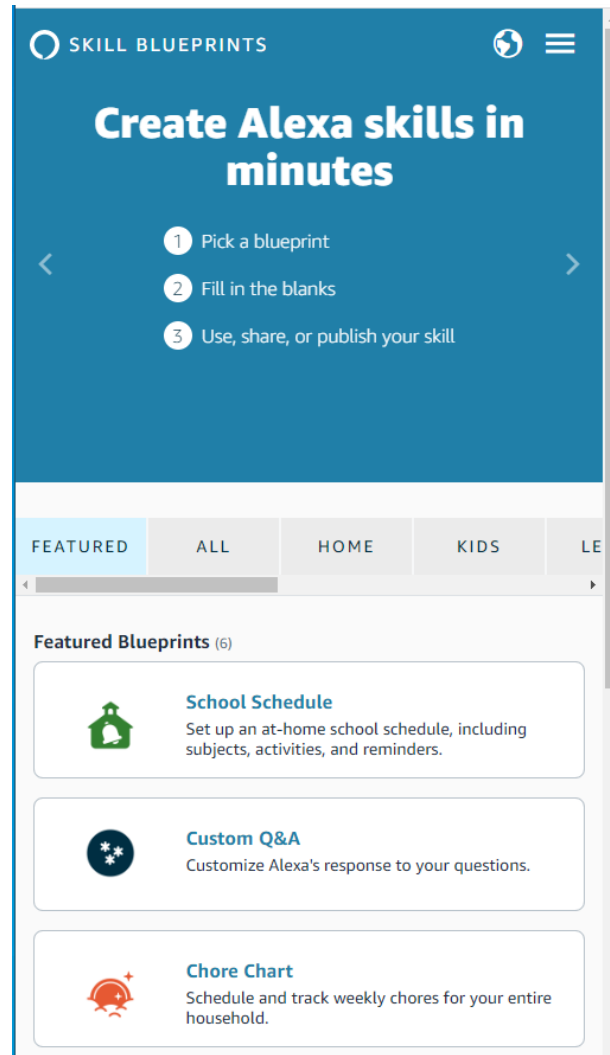 SKILL BLUEPRINTS
Create Alexa skills in
minutes
1 Pick a blueprint
2 Fill in the blanks
3 Use, share, or publish your skill
FEATURED ALL HOME KIDS LE
Featured Blueprints (6)
School Schedule
Set up an at-home school schedule, including
subjects, activities, and reminders.
Custom Q&A
Customize Alexa's response to your questions.
Chore Chart
Schedule and track weekly chores for your entire
household.